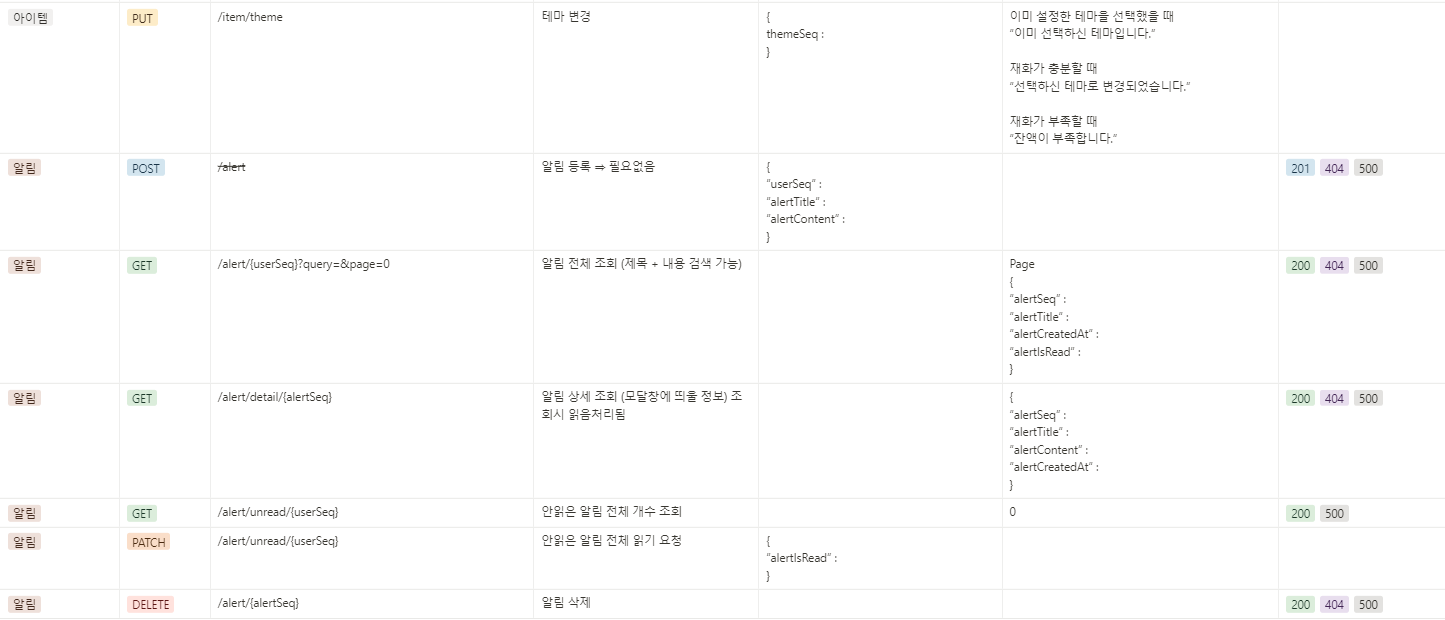 아이템 PUT /item/theme 테마 변경 { 이미 설정한 테마을 선택했을 때
themeSeq : “이미 선택하신 테마입니다.”
}
재화가 충분할 때
“선택하신 테마로 변경되었습니다.”
재화가 부족할 때
“잔액이 부족합니다.”
알림 POST /alert 알림 등록 ⇒ 필요없음 { 201 404 500
“userSeq” :
“alertTitle” :
“alertContent” :
}
알림 GET /alert/{userSeq}?query=&page=0 알림 전체 조회 (제목 + 내용 검색 가능) Page 200 404 500
{
“alertSeq” :
“alertTitle” :
“alertCreatedAt” :
“alertIsRead” :
}
알림 GET /alert/detail/{alertSeq} 알림 상세 조회 (모달창에 띄울 정보) 조 { 200 404 500
회시 읽음처리됨 “alertSeq” :
“alertTitle” :
“alertContent” :
“alertCreatedAt” :
}
알림 GET /alert/unread/{userSeq} 안읽은 알림 전체 개수 조회 0 200 500
알림 PATCH /alert/unread/{userSeq} 안읽은 알림 전체 읽기 요청 {
“alertIsRead” :
}
알림 DELETE /alert/{alertSeq} 알림 삭제 200 404 500